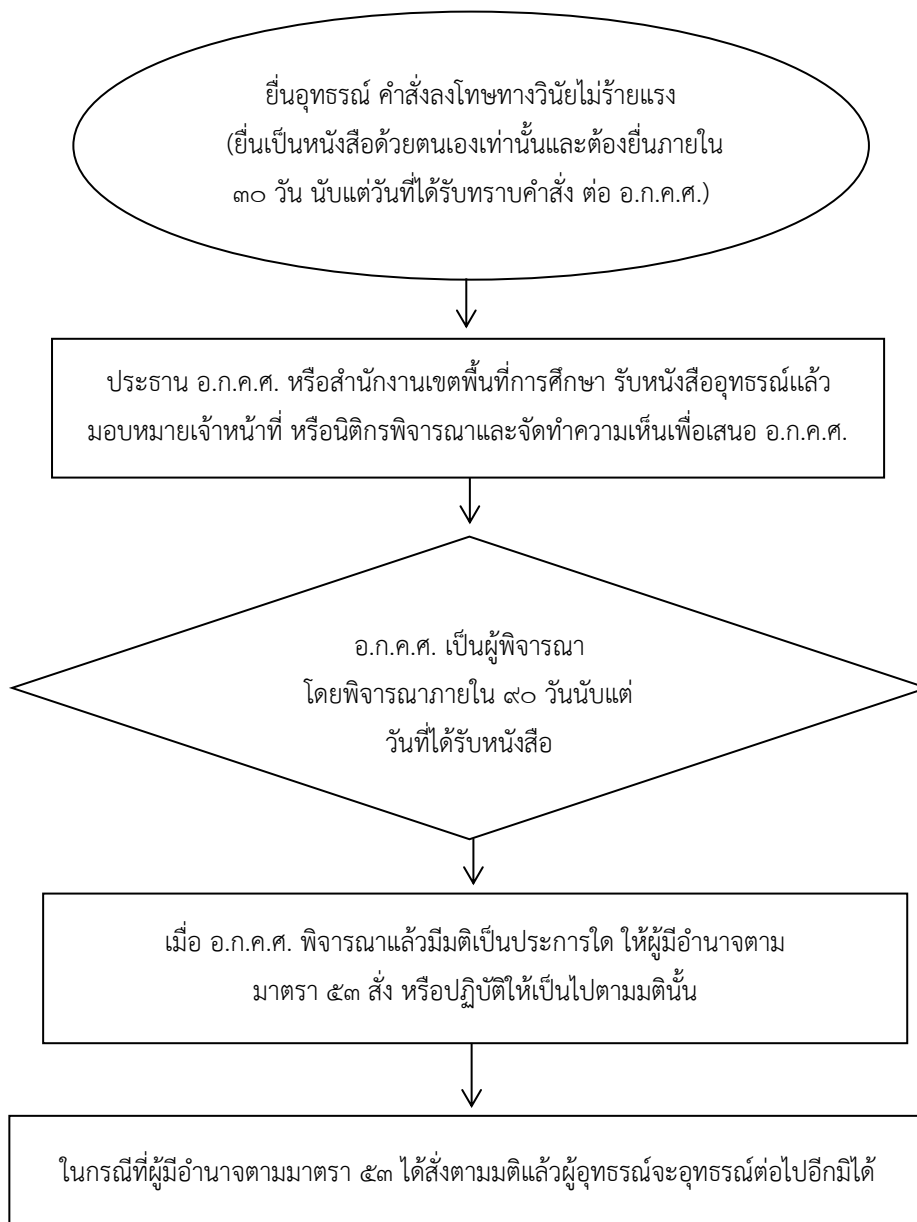 ยื่นอุทธรณ์ คำสั่งลงโทษทางวินัยไม่ร้ายแรง
(ยื่นเป็นหนังสือด้วยตนเองเท่านั้นและต้องยื่นภายใน
๓๐ วัน นับแต่วันที่ได้รับทราบคำสั่ง ต่อ อ.ก.ค.ศ.)
ประธาน อ.ก.ค.ศ. หรือสำนักงานเขตพื้นที่การศึกษา รับหนังสืออุทธรณ์แล้ว
มอบหมายเจ้าหน้าที่ หรือนิติกรพิจารณาและจัดทำความเห็นเพื่อเสนอ อ.ก.ค.ศ.
อ.ก.ค.ศ. เป็นผู้พิจารณา
โดยพิจารณาภายใน ๙๐ วันนับแต่
วันที่ได้รับหนังสือ
เมื่อ อ.ก.ค.ศ. พิจารณาแล้วมีมติเป็นประการใด ให้ผู้มีอำนาจตาม
มาตรา ๕๓ สั่ง หรือปฏิบัติให้เป็นไปตามมตินั้น
ในกรณีที่ผู้มีอำนาจตามมาตรา ๕๓ ได้สั่งตามมติแล้วผู้อุทธรณ์จะอุทธรณ์ต่อไปอีกมิได้